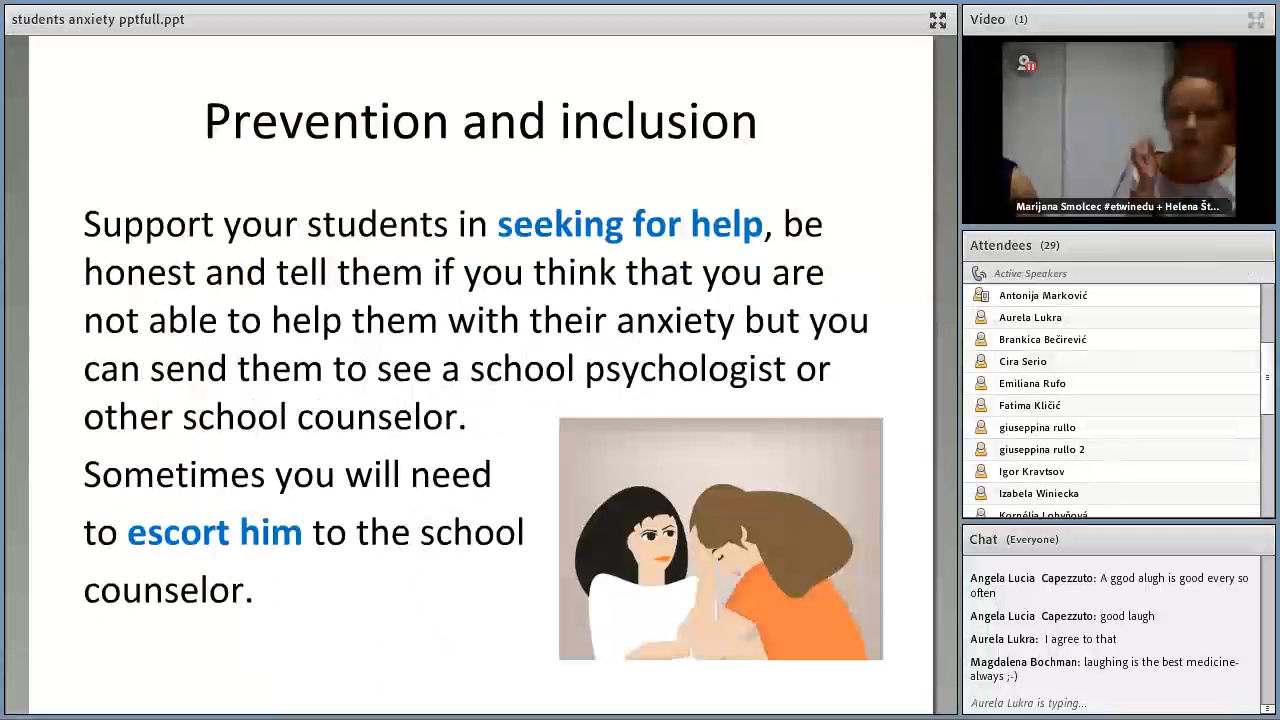 students anxiety pptfull.ppt
Prevention and inclusion
Support your students in seeking for help, be
honest and tell them if you think that you are
not able to help them with their anxiety but you
can send them to see a school psychologist or
other school counselor.
Sometimes you will need
to escort him to the school
counselor.
Video (1)
Marijana Smolcec #etwinedu + Helena Št...
Attendees (29)
Active Speakers
Antonija Marković
Aurela Lukra
Brankica Bečirević
Cira Serio
Emiliana Rufo
Fatima Kličić
giuseppina rullo
giuseppina rullo 2
Igor Kravtsov
Izabela Winiecka
Kornélia Lohyňová
Chat (Everyone)
Angela Lucia Capezzuto: A ggod alugh is good every so
often
Angela Lucia Capezzuto: good laugh
Aurela Lukra: I agree to that
Magdalena Bochman: laughing is the best medicine-
always ;-)
Aurela Lukra is typing...